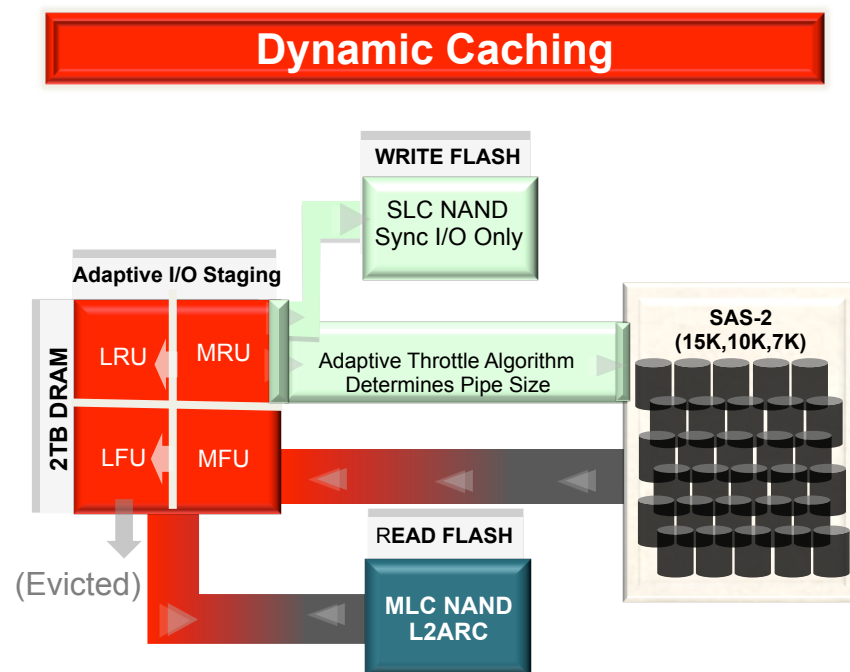 Dynamic Caching
WRITE FLASH
SLC NAND
Sync I/O Only
Adaptive I/O Staging
2TB DRAM
LRU
MRU
LFU
MFU
Adaptive Throttle Algorithm
Determines Pipe Size
SAS-2
(15K,10K,7K)
(Evicted)
READ FLASH
MLC NAND
L2ARC